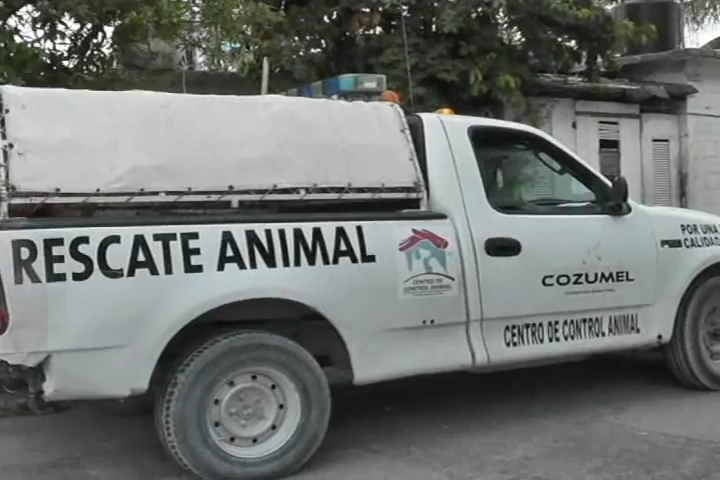 RESCATE ANIMAL
CENTRO DE
CONTROL ANIMAL
COZUMEL
CENTRO DE CONTROL ANIMAL
POR UNA
CALIDAD